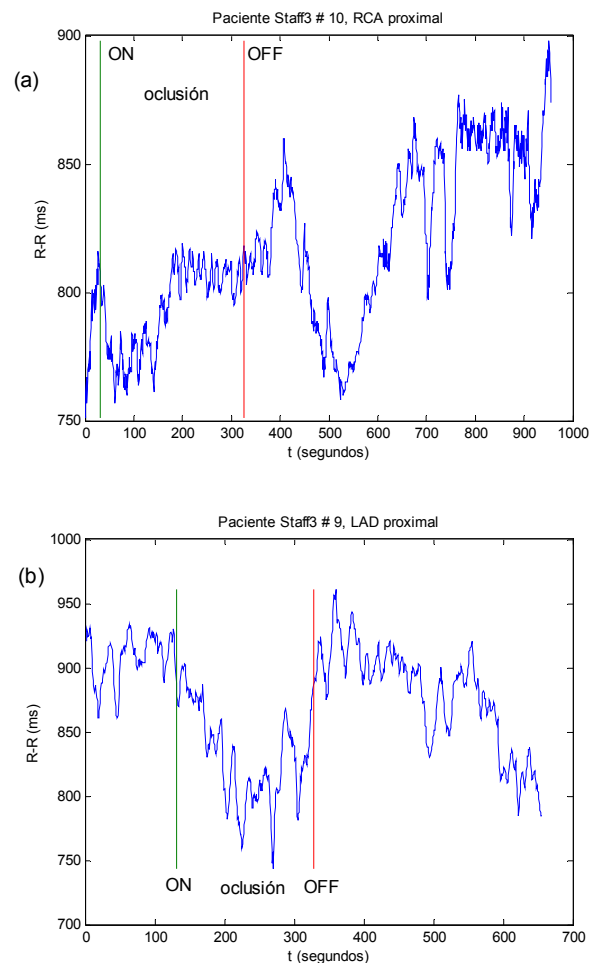 Paciente Staff3 # 10, RCA proximal
(a)
ON
OFF
oclusión
900
850
800
750
R-R (ms)
0 100 200 300 400 500 600 700 800 900 1000
t (segundos)
Paciente Staff3 # 9, LAD proximal
(b)
1000
950
900
850
800
750
700
R-R (ms)
ON oclusión OFF
0 100 200 300 400 500 600 700
t (segundos)